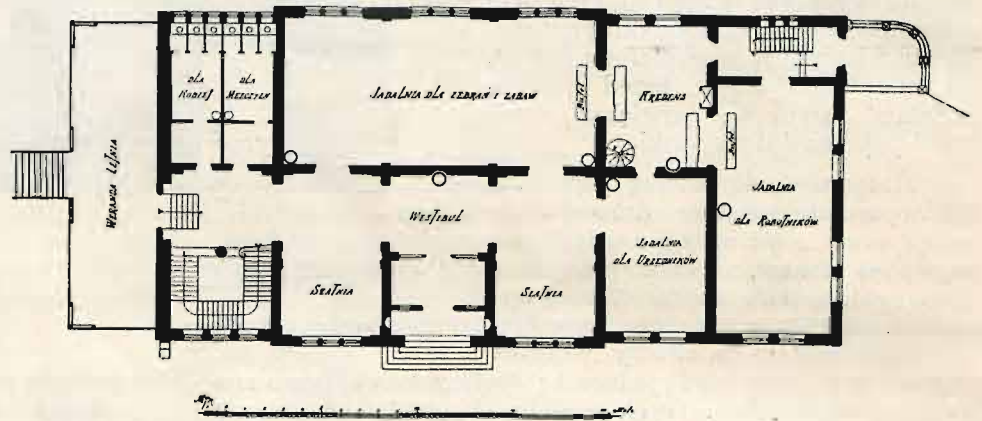 WERANDA LETNIA
DLA
KOBIET
DLA
MĘŻCZYZN
JADALNIA DLA ZEBRAŃ I ZABAW
Bufet
KREDENS
Bufet
JADALNIA
DLA ROBOTNIKÓW
WESTIBUL
JADALNIA
DLA URZĘDNIKÓW
SZATNIA
SZATNIA